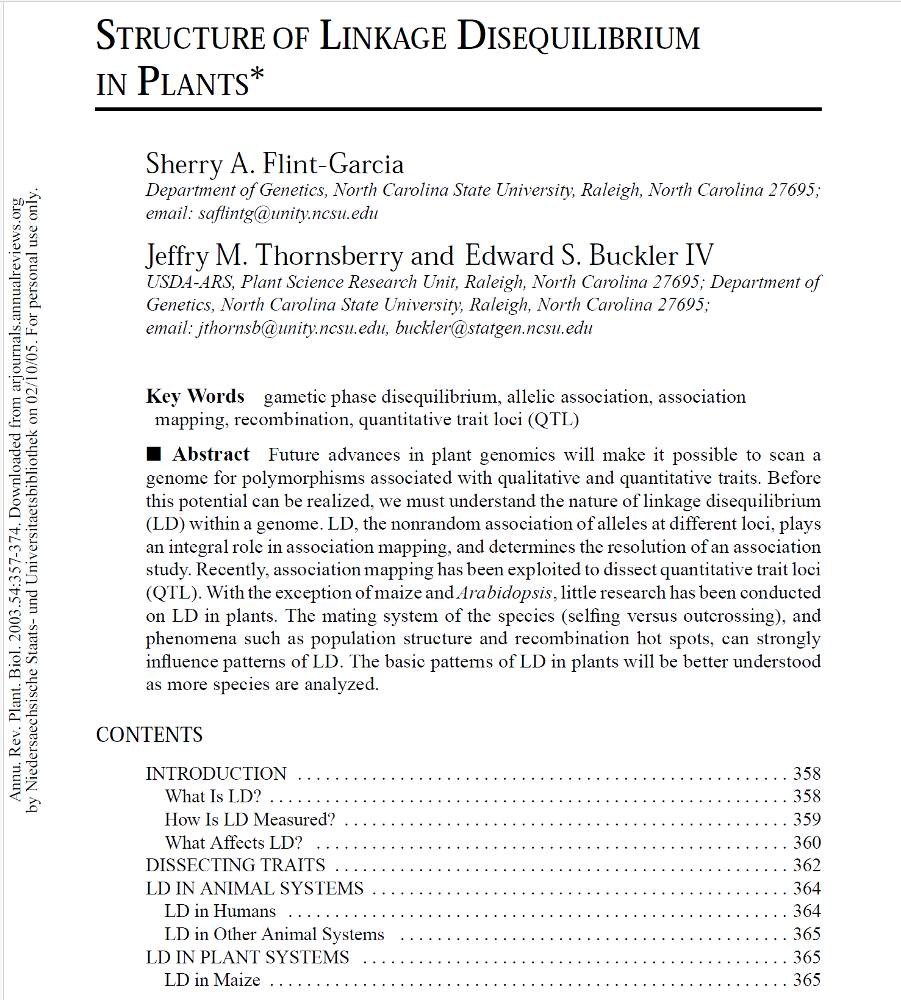 STRUCTURE OF LINKAGE DISEQUILIBRIUM
IN PLANTS*
Sherry A. Flint-Garcia
Department of Genetics, North Carolina State University, Raleigh, North Carolina 27695;
email: saflintg@unity.ncsu.edu
Jeffry M. Thornsberry and Edward S. Buckler IV
USDA-ARS, Plant Science Research Unit, Raleigh, North Carolina 27695; Department of
Genetics, North Carolina State University, Raleigh, North Carolina 27695;
email: jthornsb@unity.ncsu.edu, buckler@statgen.ncsu.edu
Key Words gametic phase disequilibrium, allelic association, association
mapping, recombination, quantitative trait loci (QTL)
■ Abstract Future advances in plant genomics will make it possible to scan a
genome for polymorphisms associated with qualitative and quantitative traits. Before
this potential can be realized, we must understand the nature of linkage disequilibrium
(LD) within a genome. LD, the nonrandom association of alleles at different loci, plays
an integral role in association mapping, and determines the resolution of an association
study. Recently, association mapping has been exploited to dissect quantitative trait loci
(QTL). With the exception of maize and Arabidopsis, little research has been conducted
on LD in plants. The mating system of the species (selfing versus outcrossing), and
phenomena such as population structure and recombination hot spots, can strongly
influence patterns of LD. The basic patterns of LD in plants will be better understood
as more species are analyzed.
CONTENTS
INTRODUCTION . . . . . . . . . . . . . . . . . . . . 358
What Is LD? . . . . . . . . . . . . . . . . . . . . 358
How Is LD Measured? . . . . . . . . . . . . . . . . . . . . 359
What Affects LD? . . . . . . . . . . . . . . . . . . . . 360
DISSECTING TRAITS . . . . . . . . . . . . . . . . . . . . 362
LD IN ANIMAL SYSTEMS . . . . . . . . . . . . . . . . . . . . 364
LD in Humans . . . . . . . . . . . . . . . . . . . . 364
LD in Other Animal Systems . . . . . . . . . . . . . . . . . . . . 365
LD IN PLANT SYSTEMS . . . . . . . . . . . . . . . . . . . . 365
LD in Maize . . . . . . . . . . . . . . . . . . . . 365
Annu. Rev. Plant. Biol. 2003.54:357-374. Downloaded from arjournals.annualreviews.org
by Niedersaechsische Staats- und Universitaetsbibliothek on 02/10/05. For personal use only.